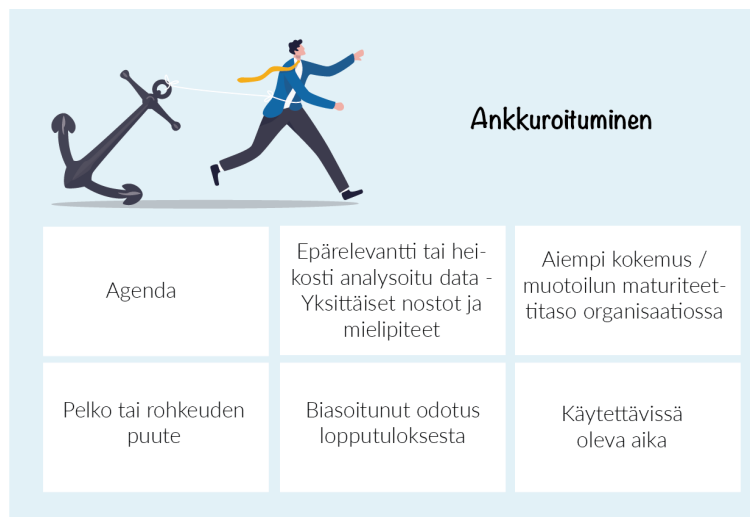 Ankkuroituminen
Agenda
Epärelevantti tai hei-
kosti analysoitu data -
Yksittäiset nostot ja
mielipiteet
Aiempi kokemus /
muotoilun maturiteet-
titaso organisaatiossa
Pelko tai rohkeuden
puute
Biasoitunut odotus
lopputuloksesta
Käytettävissä
oleva aika